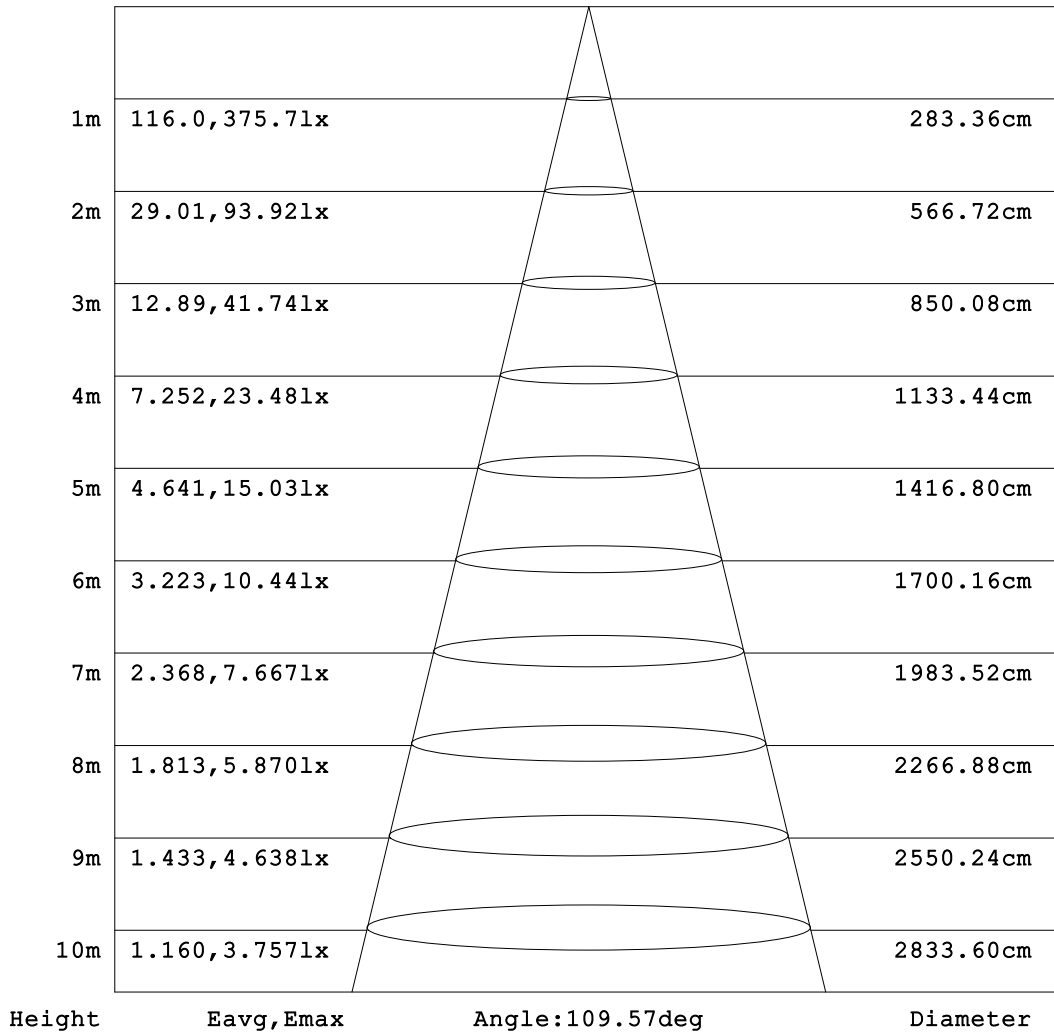 1m 116.0,375.7lx 283.36cm
2m 29.01,93.92lx 566.72cm
3m 12.89,41.74lx 850.08cm
4m 7.252,23.48lx 1133.44cm
5m 4.641,15.03lx 1416.80cm
6m 3.223,10.44lx 1700.16cm
7m 2.368,7.667lx 1983.52cm
8m 1.813,5.870lx 2266.88cm
9m 1.433,4.638lx 2550.24cm
10m 1.160,3.757lx 2833.60cm
Height Eavg,Emax Angle:109.57deg Diameter